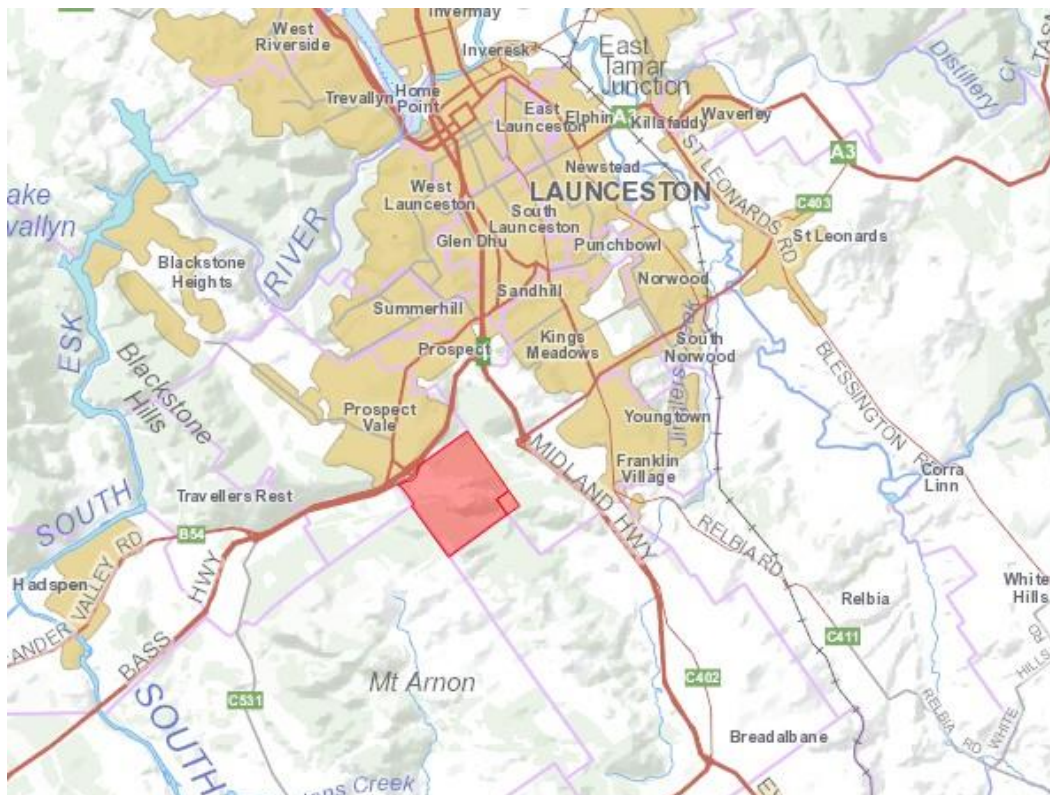 Invermay
West
Riverside
Inveresk
East
Tamar
Junction
Distillery
Cr
Trevallyn
Home
Point
East
Launceston
Elphin
A3
Killafaddy
Waverley
A3
Newstead
LAUNCESTON
ST LEONARDS RD
C403
West
Launceston
South
Launceston
St Leonards
Glen Dhu
Punchbowl
RIVER
Blackstone
Heights
Norwood
Sandhill
Summerhill
Kings
Meadows
South
Norwood
Prospect
ESK
Blackstone
Hills
Prospect
Vale
Youngtown
BLESSINGTON
MIDLAND HWY
Franklin
Village
Corra
Linn
Travellers Rest
SOUTH
B54
RELBIA RD
Hadspen
VALLEY RD
HWY
White
Hills
Relbia
BASS
C411
RD
HILLS
WHITE
Mt Arnon
C531
C402
RELBIA
RD
SOUTH
Breadalbane
Creek